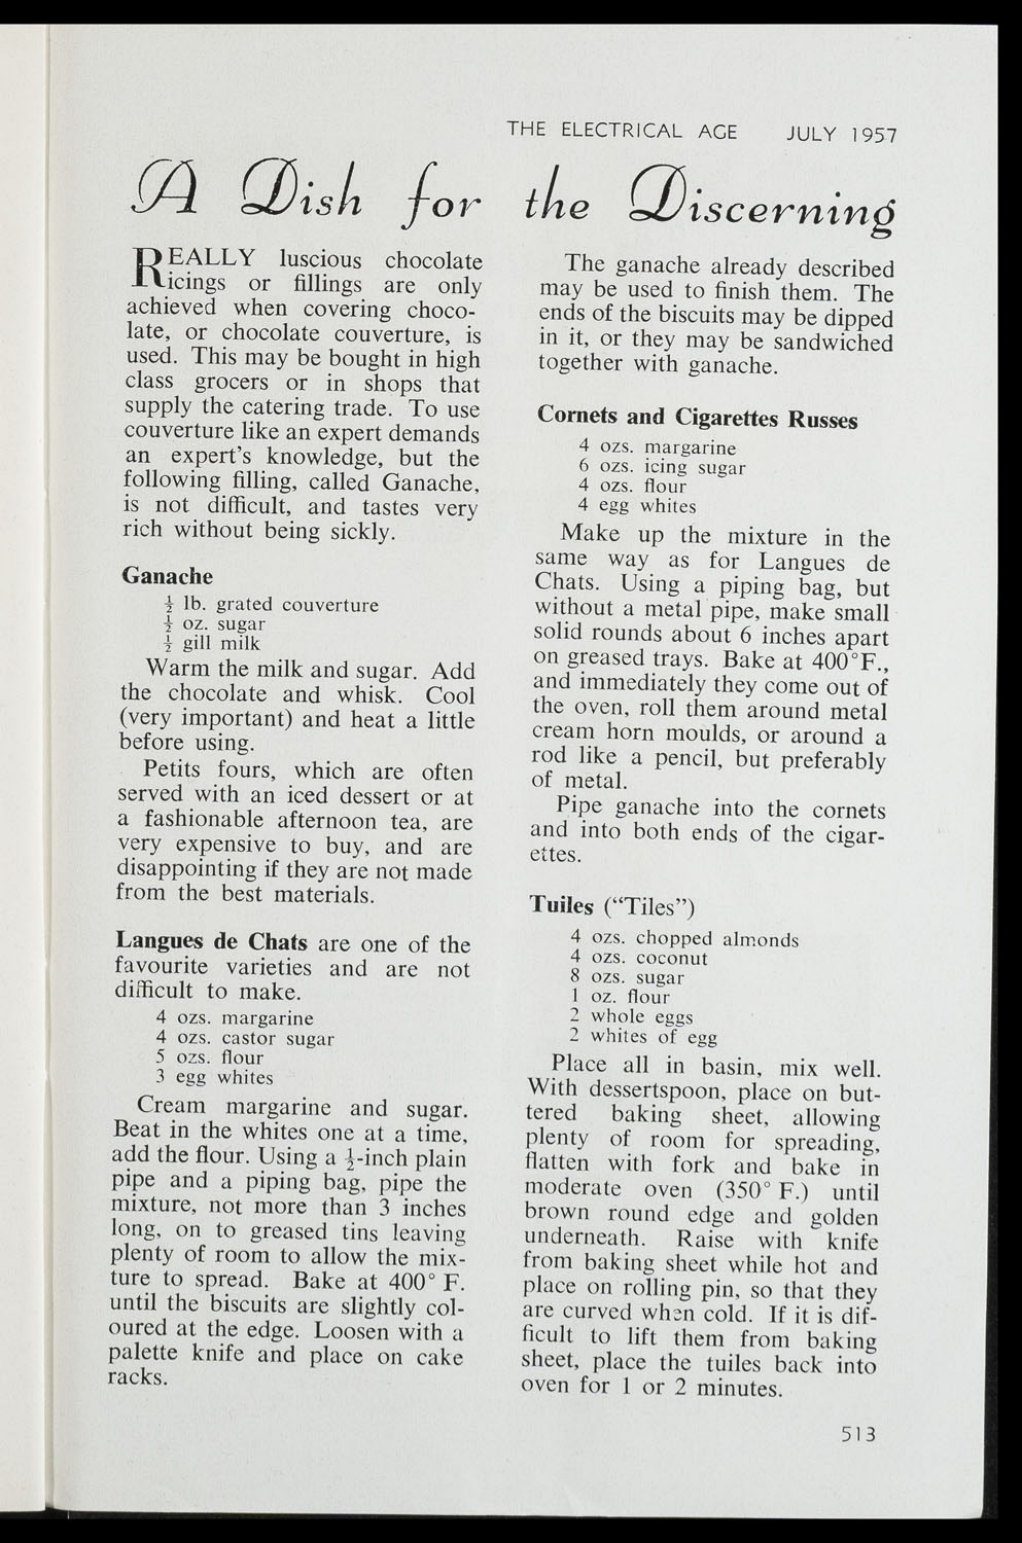 THE ELECTRICAL AGE JULY 1957
A Dish for the Discerning
REALLY luscious chocolate
icings or fillings are only
achieved when covering choco-
late, or chocolate couverture, is
used. This may be bought in high
class grocers or in shops that
supply the catering trade. To use
couverture like an expert demands
an expert's knowledge, but the
following filling, called Ganache,
is not difficult, and tastes very
rich without being sickly.
Ganache
½ lb. grated couverture
½ oz. sugar
½ gill milk
Warm the milk and sugar. Add
the chocolate and whisk. Cool
(very important) and heat a little
before using.
Petits fours, which are often
served with an iced dessert or at
a fashionable afternoon tea, are
very expensive to buy, and are
disappointing if they are not made
from the best materials.
Langues de Chats are one of the
favourite varieties and are not
difficult to make.
4 ozs. margarine
4 ozs. castor sugar
5 ozs. flour
3 egg whites
Cream margarine and sugar.
Beat in the whites one at a time,
add the flour. Using a ½-inch plain
pipe and a piping bag, pipe the
mixture, not more than 3 inches
long, on to greased tins leaving
plenty of room to allow the mix-
ture to spread. Bake at 400° F.
until the biscuits are slightly col-
oured at the edge. Loosen with a
palette knife and place on cake
racks.
The ganache already described
may be used to finish them. The
ends of the biscuits may be dipped
in it, or they may be sandwiched
together with ganache.
Cornets and Cigarettes Russes
4 ozs. margarine
6 ozs. icing sugar
4 ozs. flour
4 egg whites
Make up the mixture in the
same way as for Langues de
Chats. Using a piping bag, but
without a metal pipe, make small
solid rounds about 6 inches apart
on greased trays. Bake at 400°F.,
and immediately they come out of
the oven, roll them around metal
cream horn moulds, or around a
rod like a pencil, but preferably
of metal.
Pipe ganache into the cornets
and into both ends of the cigar-
ettes.
Tuiles ("Tiles")
4 ozs. chopped almonds
4 ozs. coconut
8 ozs. sugar
1 oz. flour
2 whole eggs
2 whites of egg
Place all in basin, mix well.
With dessertspoon, place on but-
tered baking sheet, allowing
plenty of room for spreading,
flatten with fork and bake in
moderate oven (350° F.) until
brown round edge and golden
underneath. Raise with knife
from baking sheet while hot and
place on rolling pin, so that they
are curved when cold. If it is dif-
ficult to lift them from baking
sheet, place the tuiles back into
oven for 1 or 2 minutes.
513